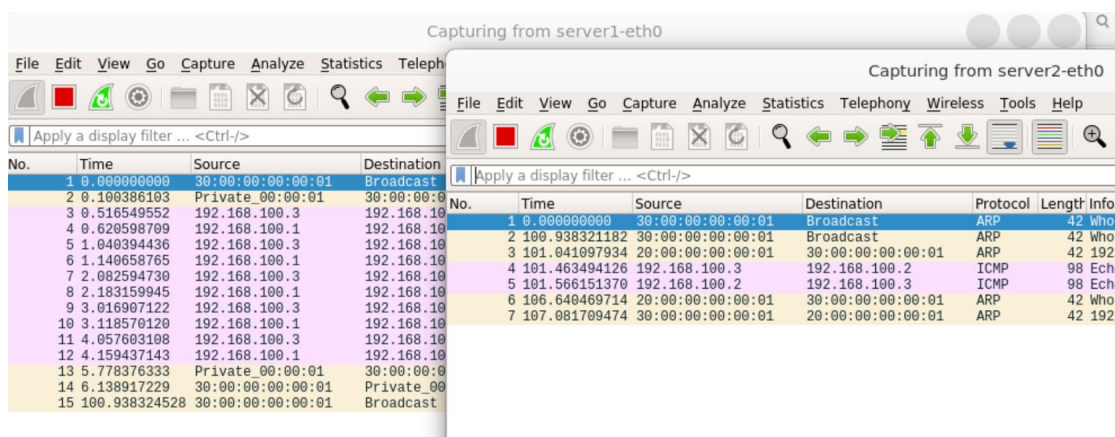 Capturing from server1-eth0
File Edit View Go Capture Analyze Statistics Teleph
Apply a display filter ... <Ctrl-/>
No. Time Source Destination
1 0.000000000 30:00:00:00:00:01 Broadcast
2 0.100386103 Private_00:00:01 30:00:00:0
3 0.516549552 192.168.100.3 192.168.10
4 0.620598709 192.168.100.1 192.168.10
5 1.040394436 192.168.100.3 192.168.10
6 1.140658765 192.168.100.1 192.168.10
7 2.082594730 192.168.100.3 192.168.10
8 2.183159945 192.168.100.1 192.168.10
9 3.016907122 192.168.100.3 192.168.10
10 3.118570120 192.168.100.1 192.168.10
11 4.057603108 192.168.100.3 192.168.10
12 4.159437143 192.168.100.1 192.168.10
13 5.778376333 Private_00:00:01 30:00:00:0
14 6.138917229 30:00:00:00:00:01 Private_00
15 100.938324528 30:00:00:00:00:01 Broadcast
Capturing from server2-eth0
File Edit View Go Capture Analyze Statistics Telephony Wireless Tools Help
Apply a display filter ... <Ctrl-/>
No. Time Source Destination Protocol Length Info
1 0.000000000 30:00:00:00:00:01 Broadcast ARP 42 Who
2 100.938321182 30:00:00:00:00:01 Broadcast ARP 42 Who
3 101.041097934 20:00:00:00:00:01 30:00:00:00:00:01 ARP 42 192
4 101.463494126 192.168.100.3 192.168.100.2 ICMP 98 Ech
5 101.566151370 192.168.100.2 192.168.100.3 ICMP 98 Ech
6 106.640469714 20:00:00:00:00:01 30:00:00:00:00:01 ARP 42 Who
7 107.081709474 30:00:00:00:00:01 20:00:00:00:00:01 ARP 42 192